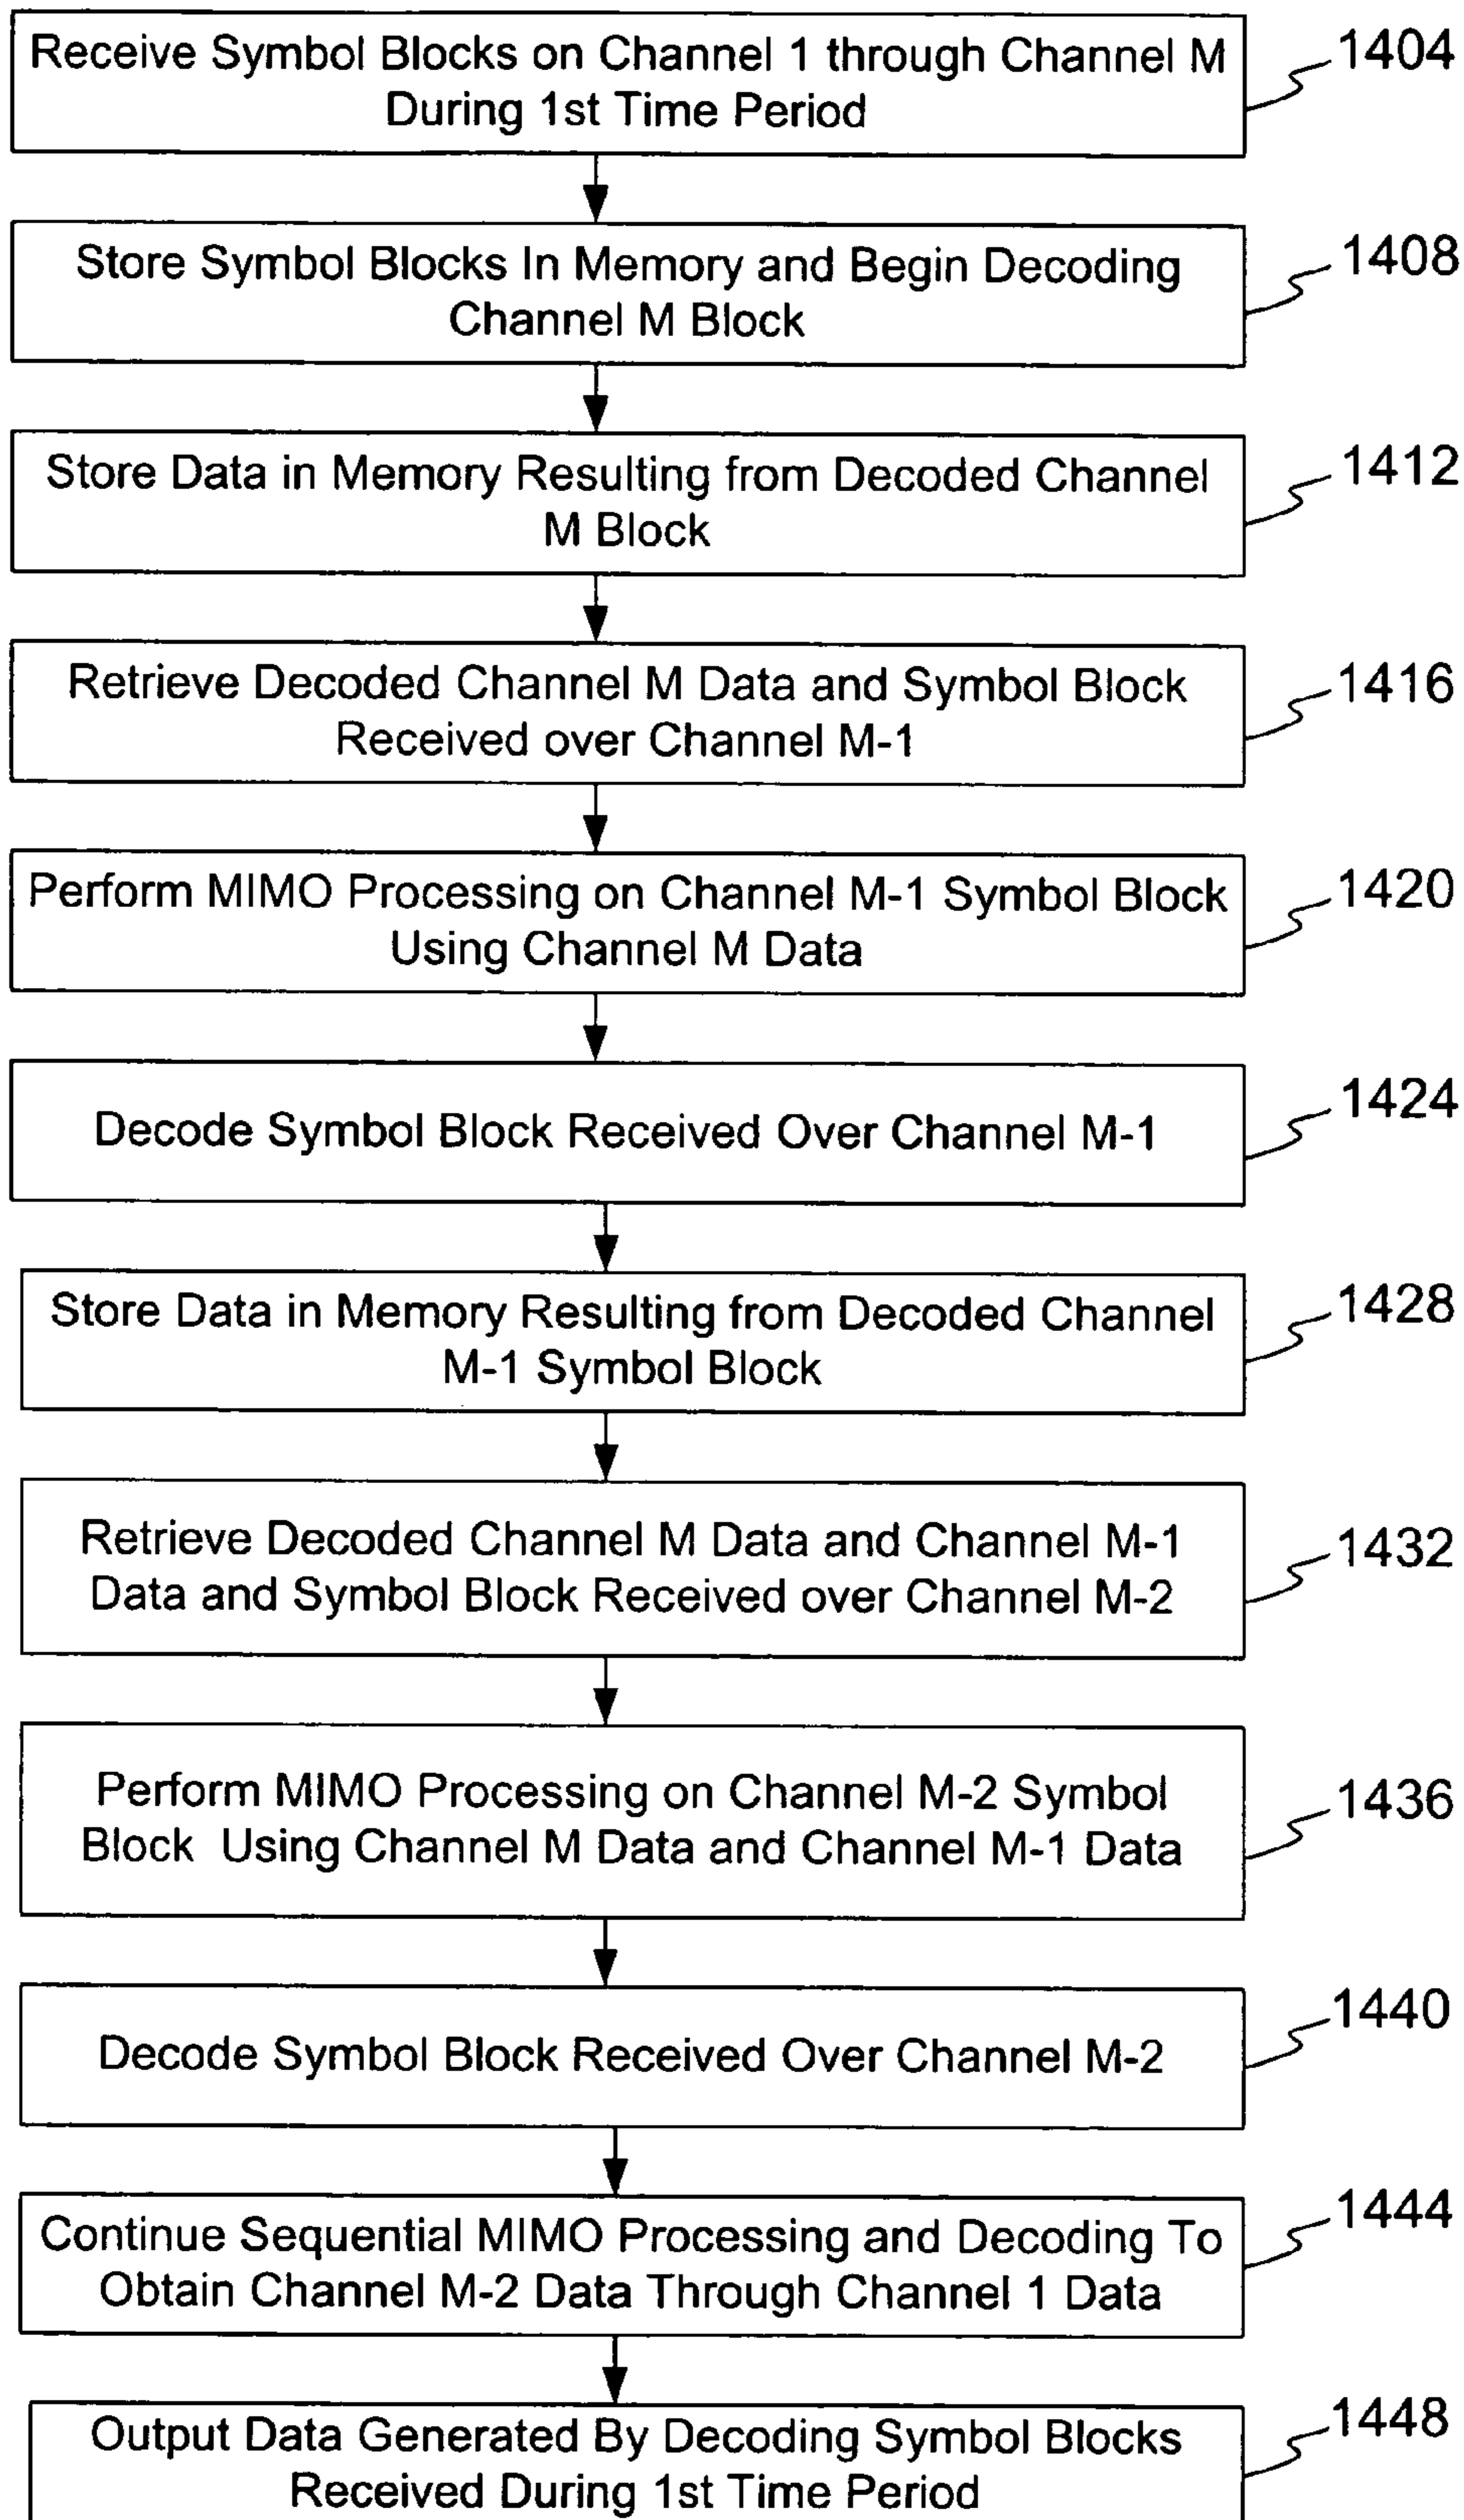 Receive Symbol Blocks on Channel 1 through Channel M
During 1st Time Period
1404
Store Symbol Blocks In Memory and Begin Decoding
Channel M Block
1408
Store Data in Memory Resulting from Decoded Channel
M Block
1412
Retrieve Decoded Channel M Data and Symbol Block
Received over Channel M-1
1416
Perform MIMO Processing on Channel M-1 Symbol Block
Using Channel M Data
1420
Decode Symbol Block Received Over Channel M-1
1424
Store Data in Memory Resulting from Decoded Channel
M-1 Symbol Block
1428
Retrieve Decoded Channel M Data and Channel M-1
Data and Symbol Block Received over Channel M-2
1432
Perform MIMO Processing on Channel M-2 Symbol
Block Using Channel M Data and Channel M-1 Data
1436
Decode Symbol Block Received Over Channel M-2
1440
Continue Sequential MIMO Processing and Decoding To
Obtain Channel M-2 Data Through Channel 1 Data
1444
Output Data Generated By Decoding Symbol Blocks
Received During 1st Time Period
1448